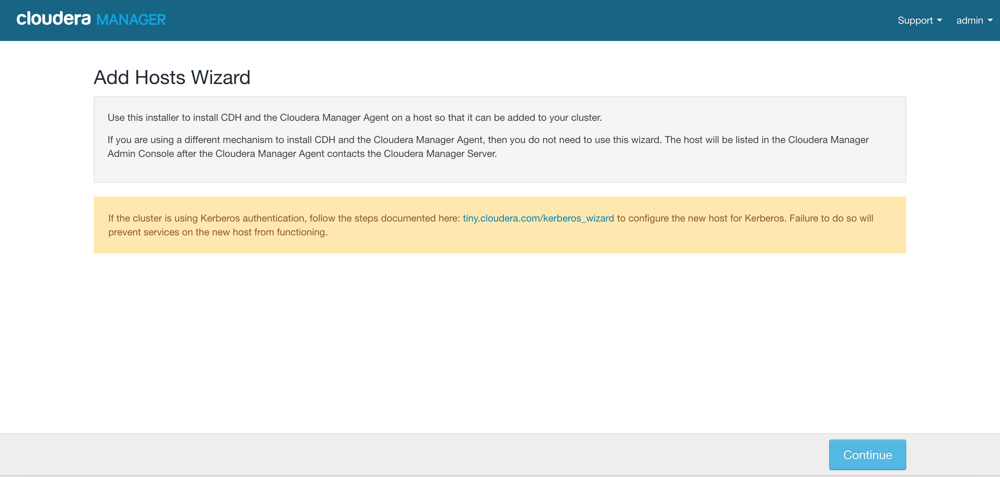 cloudera MANAGER
Support admin
Add Hosts Wizard
Use this installer to install CDH and the Cloudera Manager Agent on a host so that it can be added to your cluster.
If you are using a different mechanism to install CDH and the Cloudera Manager Agent, then you do not need to use this wizard. The host will be listed in the Cloudera Manager
Admin Console after the Cloudera Manager Agent contacts the Cloudera Manager Server.
If the cluster is using Kerberos authentication, follow the steps documented here: tiny.cloudera.com/kerberos_wizard to configure the new host for Kerberos. Failure to do so will
prevent services on the new host from functioning.
Continue